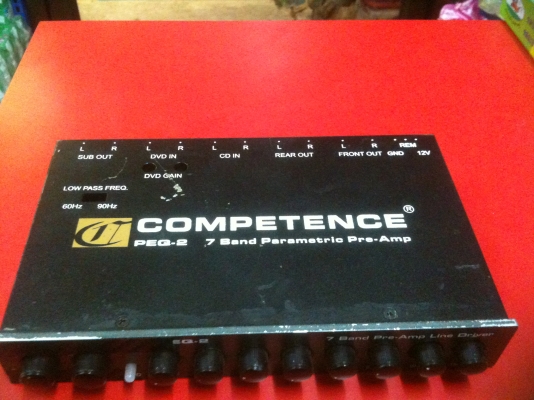 L R L R L R L R L R REM
SUB OUT DVD IN CD IN REAR OUT FRONT OUT GND 12V
DVD GAIN
LOW PASS FREQ.
60Hz 90Hz
COMPETENCE ®
PEG-2 7 Band Parametric Pre-Amp
EQ-2 7 Band Pre-Amp Line Driver